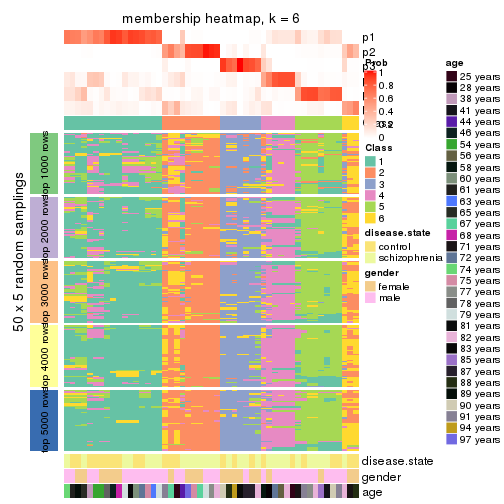 membership heatmap, k = 6
p1
p2
p3
Prob
1
0.8
0.6
0.4
0.2
0
Class
1
2
3
4
5
6
disease.state
control
schizophrenia
gender
female
male
age
25 years
28 years
38 years
41 years
44 years
46 years
54 years
56 years
58 years
60 years
61 years
63 years
65 years
67 years
68 years
71 years
72 years
74 years
75 years
77 years
78 years
79 years
81 years
82 years
83 years
85 years
87 years
88 years
89 years
90 years
91 years
94 years
97 years
50 x 5 random samplings
top 1000 rows
top 2000 rows
top 3000 rows
top 4000 rows
top 5000 rows
disease.state
gender
age